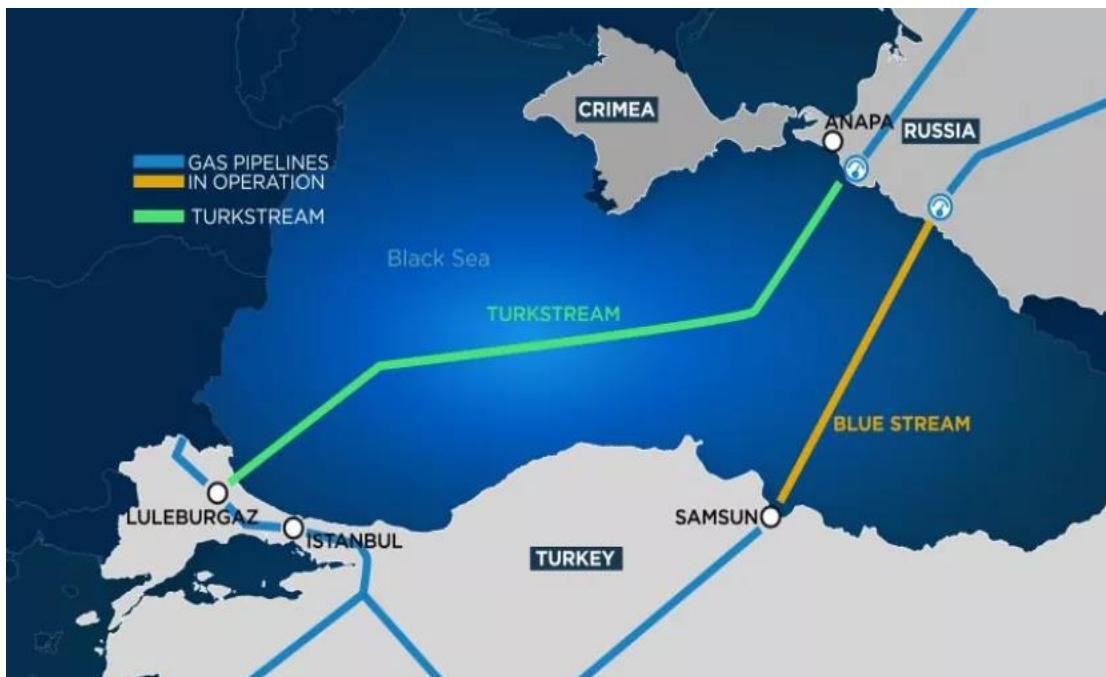 CRIMEA
ANAPA
RUSSIA
GAS PIPELINES
IN OPERATION
TURKSTREAM
Black Sea
TURKSTREAM
BLUE STREAM
LULEBURGAZ
ISTANBUL
SAMSUN
TURKEY